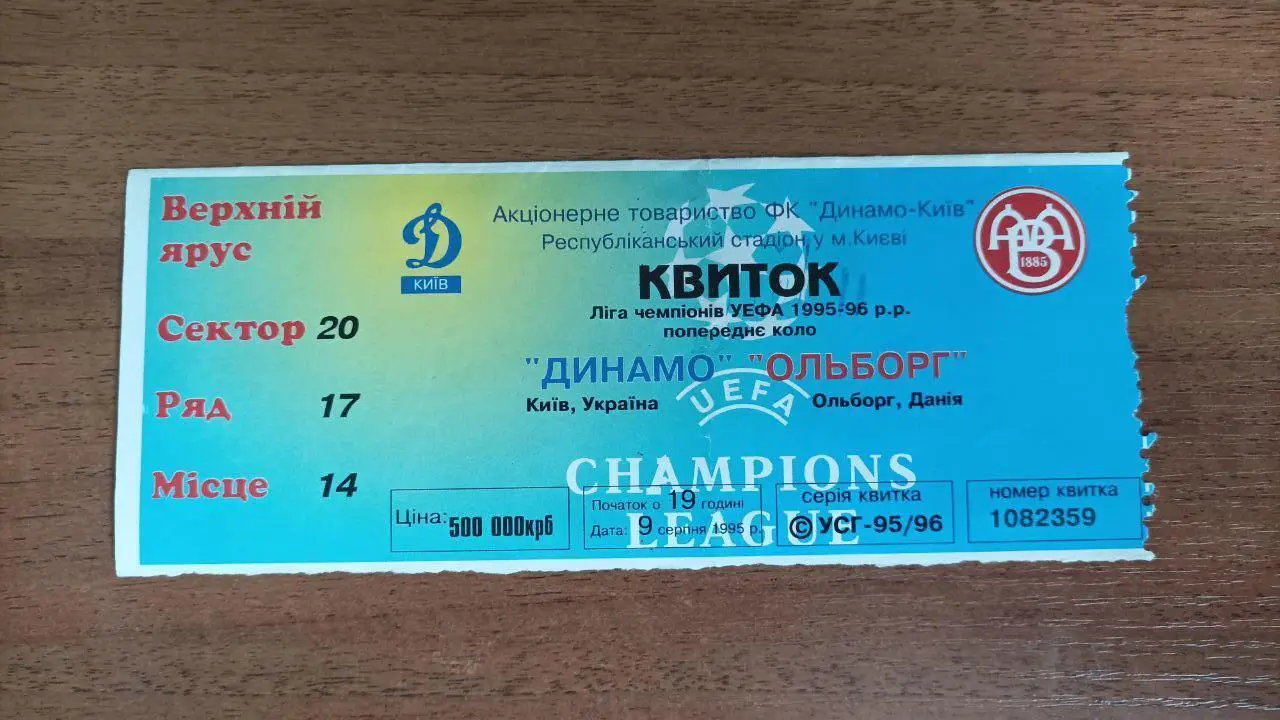 Верхній
ярус
Сектор 20
Ряд 17
Місце 14
Д
КИЇВ
Акціонерне товариство ФК "Динамо-Київ"
Республіканський стадіон у м.Києві
КВИТОК
Ліга чемпіонів УЕФА 1995-96 р.р.
попереднє коло
"ДИНАМО" "ОЛЬБОРГ"
Київ, Україна Ольборг, Данія
UEFA
CHAMPIONS
LEAGUE
Ціна: 500 000крб
Початок о 19 годині
Дата: 9 серпня 1995 р.
серія квитка
© УСГ-95/96
номер квитка
1082359
1885